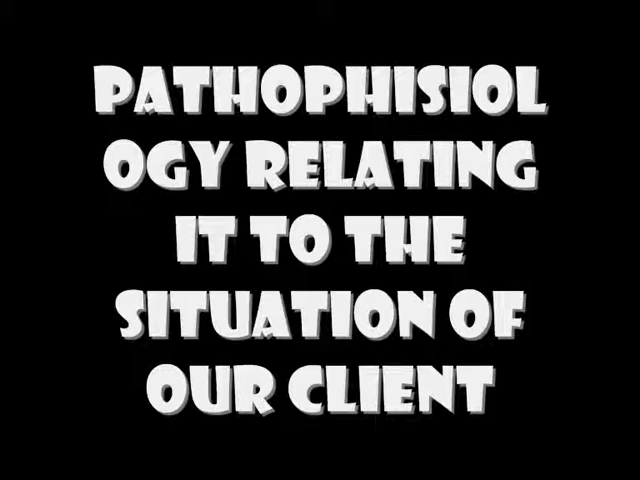 PATHOPHISIOL
OGY RELATING
IT TO THE
SITUATION OF
OUR CLIENT